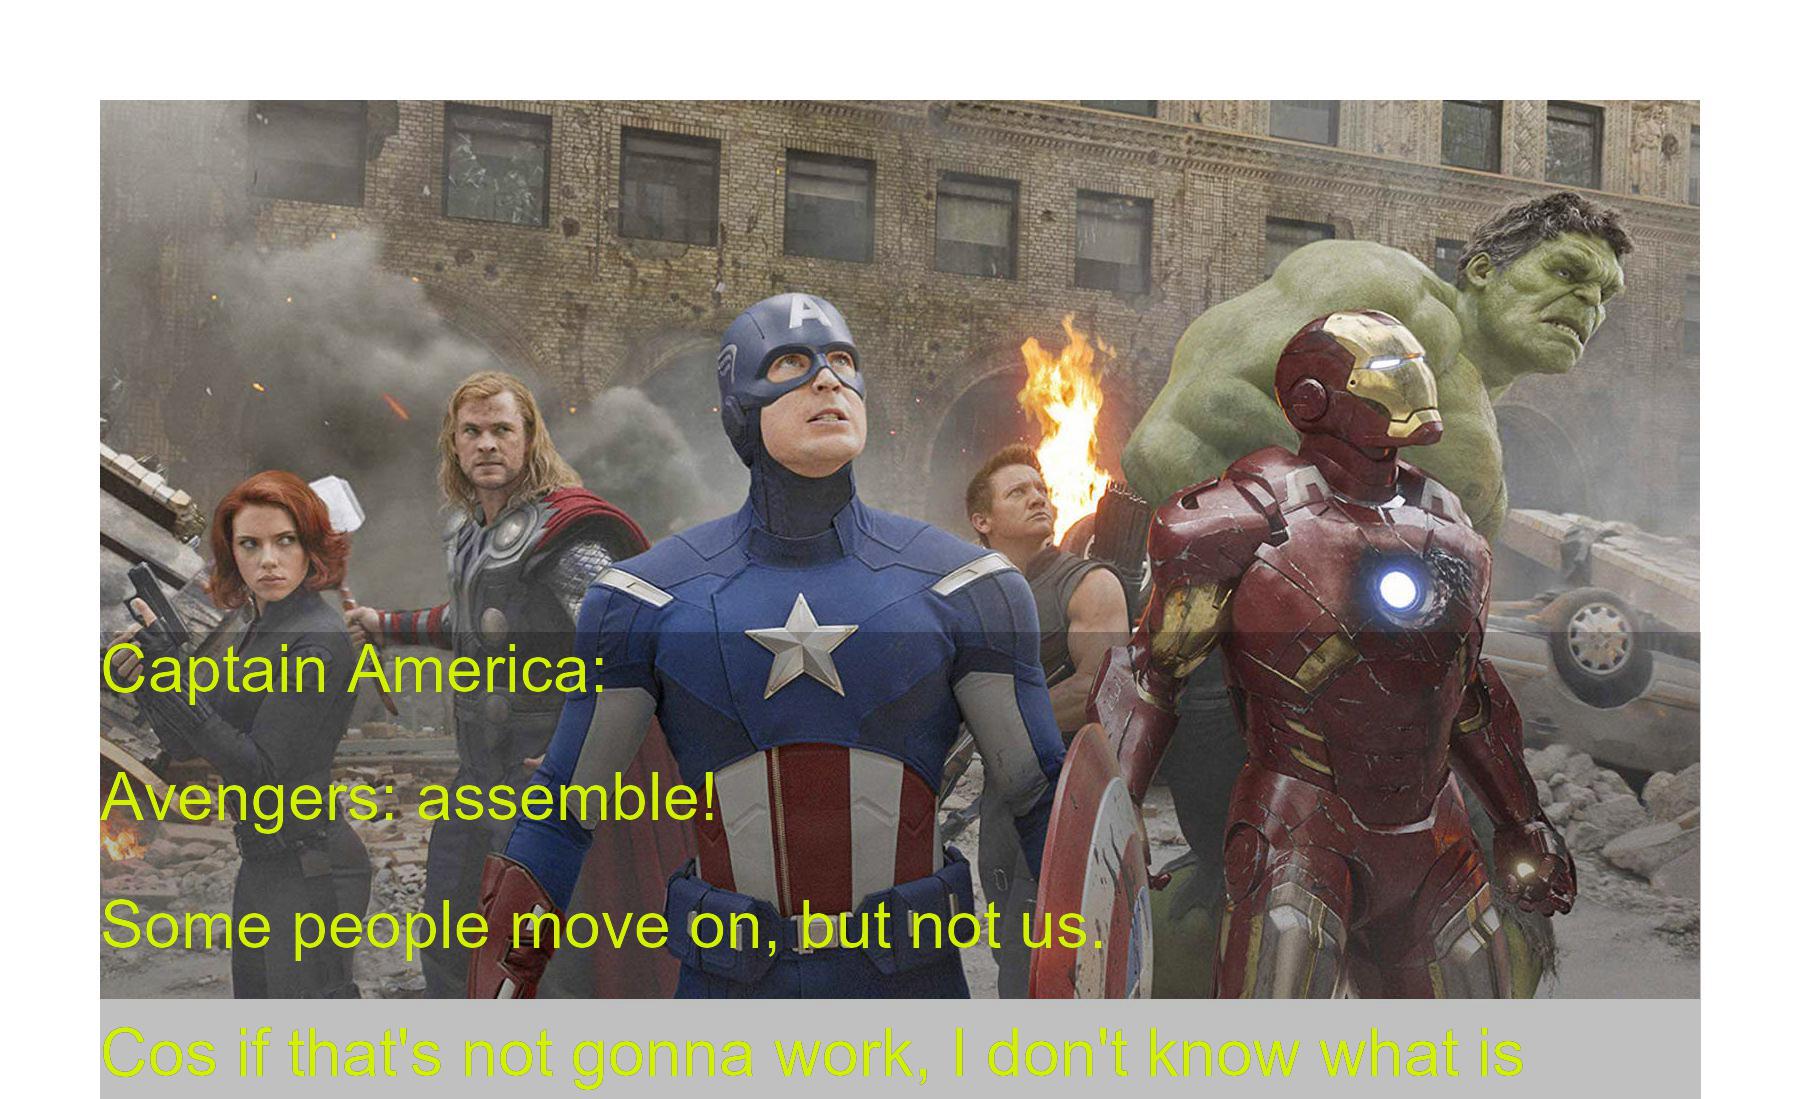 Captain America:
Avengers: assemble!
Some people move on, but not us.
Cos if that's not gonna work, I don't know what is